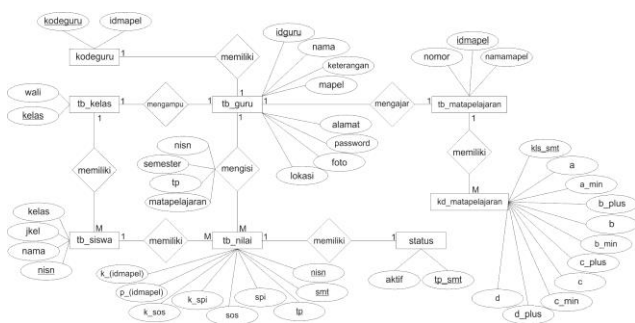 kodeguru
idmapel
kodeguru
1
memiliki
1
idguru
nama
keterangan
mapel
idmapel
nomor
namamapel
wali
kelas
tb_kelas
1
mengampu
1
tb_guru
1
mengajar
1
tb_matapelajaran
1
1
1
alamat
password
foto
lokasi
nisn
semester
tp
matapelajaran
mengisi
memiliki
memiliki
kls_smt
a
a_min
b_plus
b
b_min
c_plus
c
c_min
d_plus
d
M
kd_matapelajaran
kelas
jkel
nama
nisn
M
tb_siswa
1
memiliki
M
M
tb_nilai
1
memiliki
1
status
aktif
tp_smt
k_(idmapel)
p_(idmapel)
k_sos
k_spi
sos
spi
tp
smt
nisn